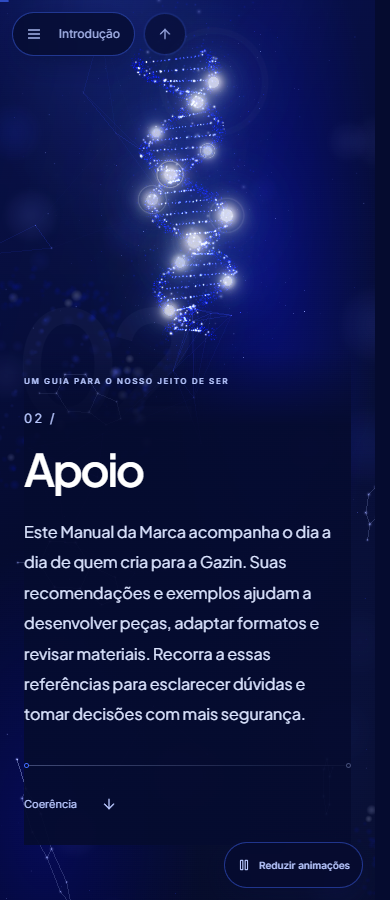 Introdução
02
UM GUIA PARA O NOSSO JEITO DE SER
02 /
Apoio
Este Manual da Marca acompanha o dia a
dia de quem cria para a Gazin. Suas
recomendações e exemplos ajudam a
desenvolver peças, adaptar formatos e
revisar materiais. Recorra a essas
referências para esclarecer dúvidas e
tomar decisões com mais segurança.
Coerência
Reduzir animações